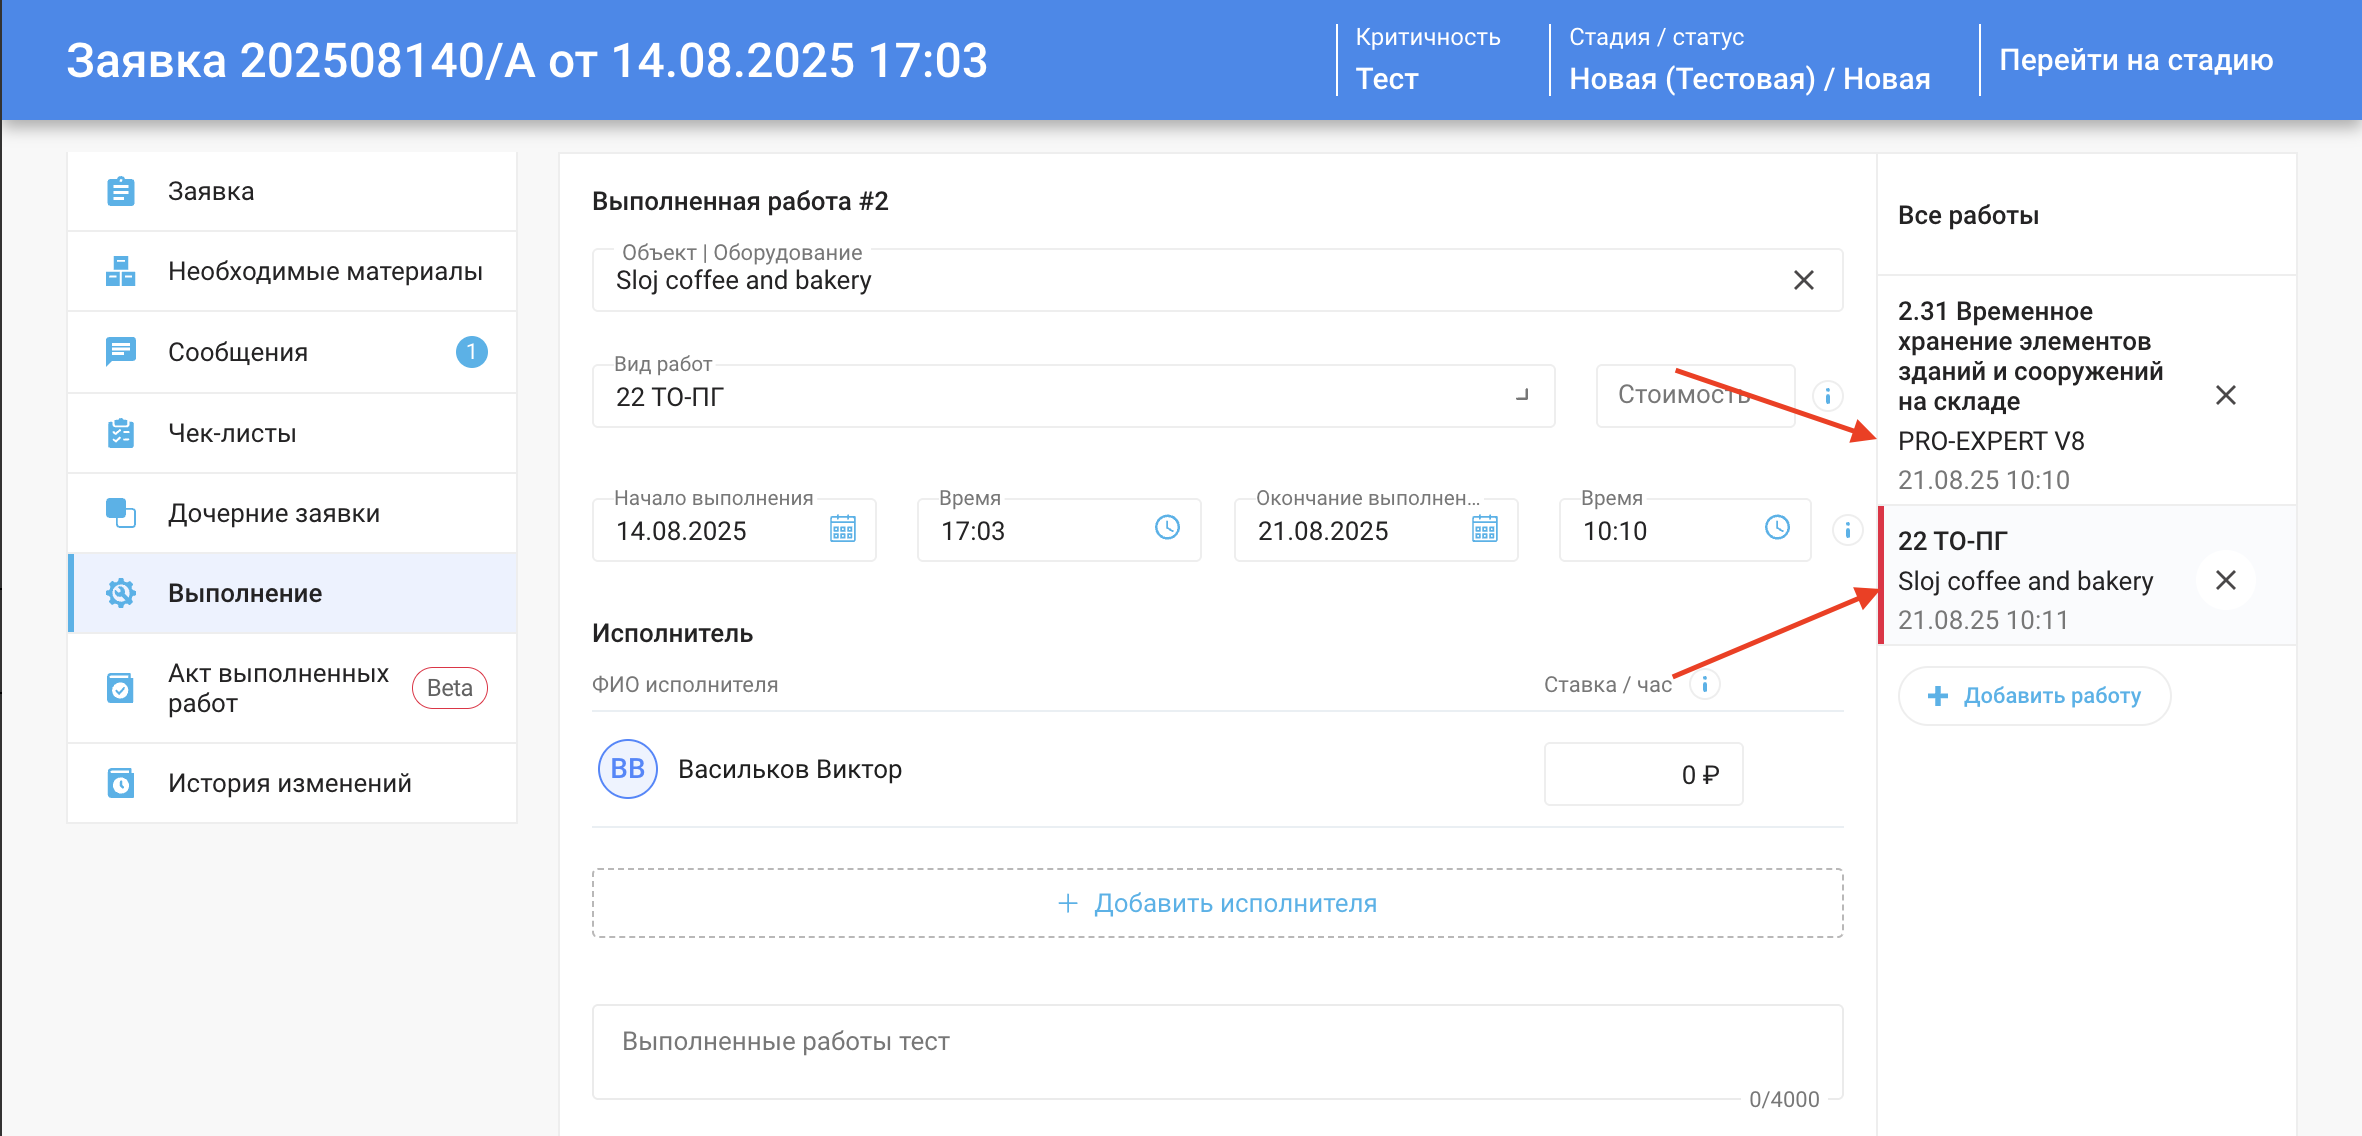 Заявка 202508140/А от 14.08.2025 17:03
Критичность
Тест
Стадия / статус
Новая (Тестовая) / Новая
Перейти на стадию
Заявка
Необходимые материалы
Сообщения
1
Чек-листы
Дочерние заявки
Выполнение
Акт выполненных
работ
Beta
История изменений
Выполненная работа #2
Объект | Оборудование
Sloj coffee and bakery
Вид работ
22 ТО-ПГ
Стоимость
Начало выполнения
14.08.2025
Время
17:03
Окончание выполнен...
21.08.2025
Время
10:10
Исполнитель
ФИО исполнителя
Ставка / час
ВВ
Васильков Виктор
0 ₽
+ Добавить исполнителя
Выполненные работы тест
0/4000
Все работы
2.31 Временное
хранение элементов
зданий и сооружений
на складе
PRO-EXPERT V8
21.08.25 10:10
22 ТО-ПГ
Sloj coffee and bakery
21.08.25 10:11
+ Добавить работу